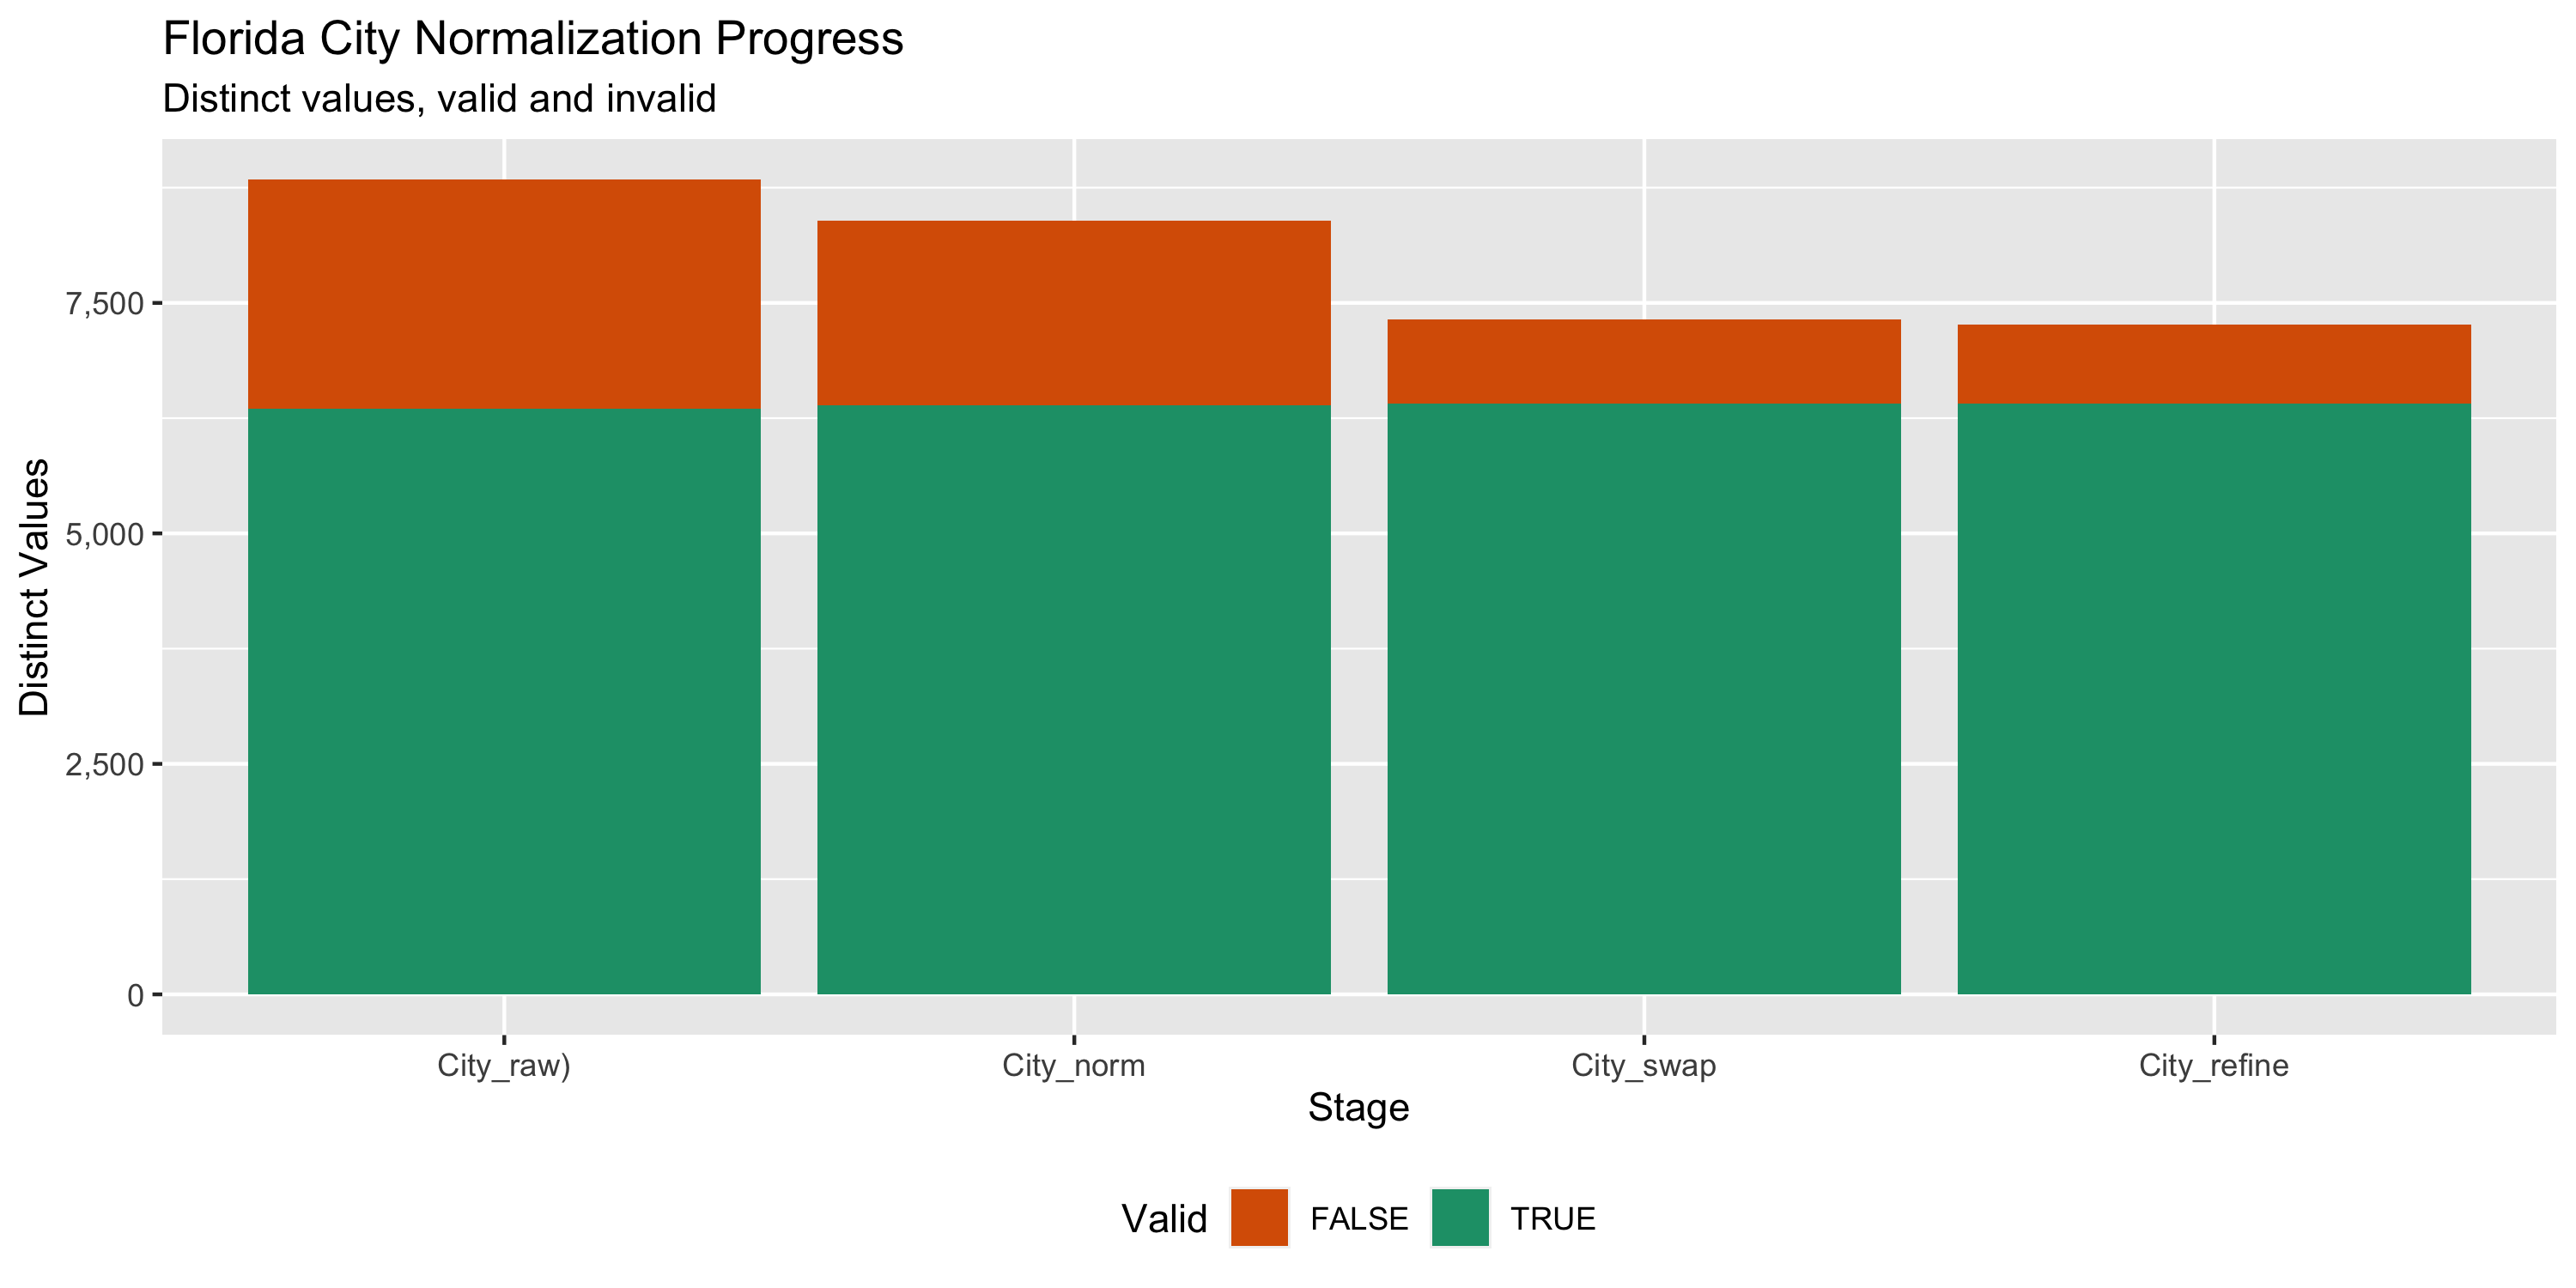 Florida City Normalization Progress
Distinct values, valid and invalid
Distinct Values
7,500
5,000
2,500
0
City_raw)
City_norm
City_swap
City_refine
Stage
Valid
FALSE
TRUE